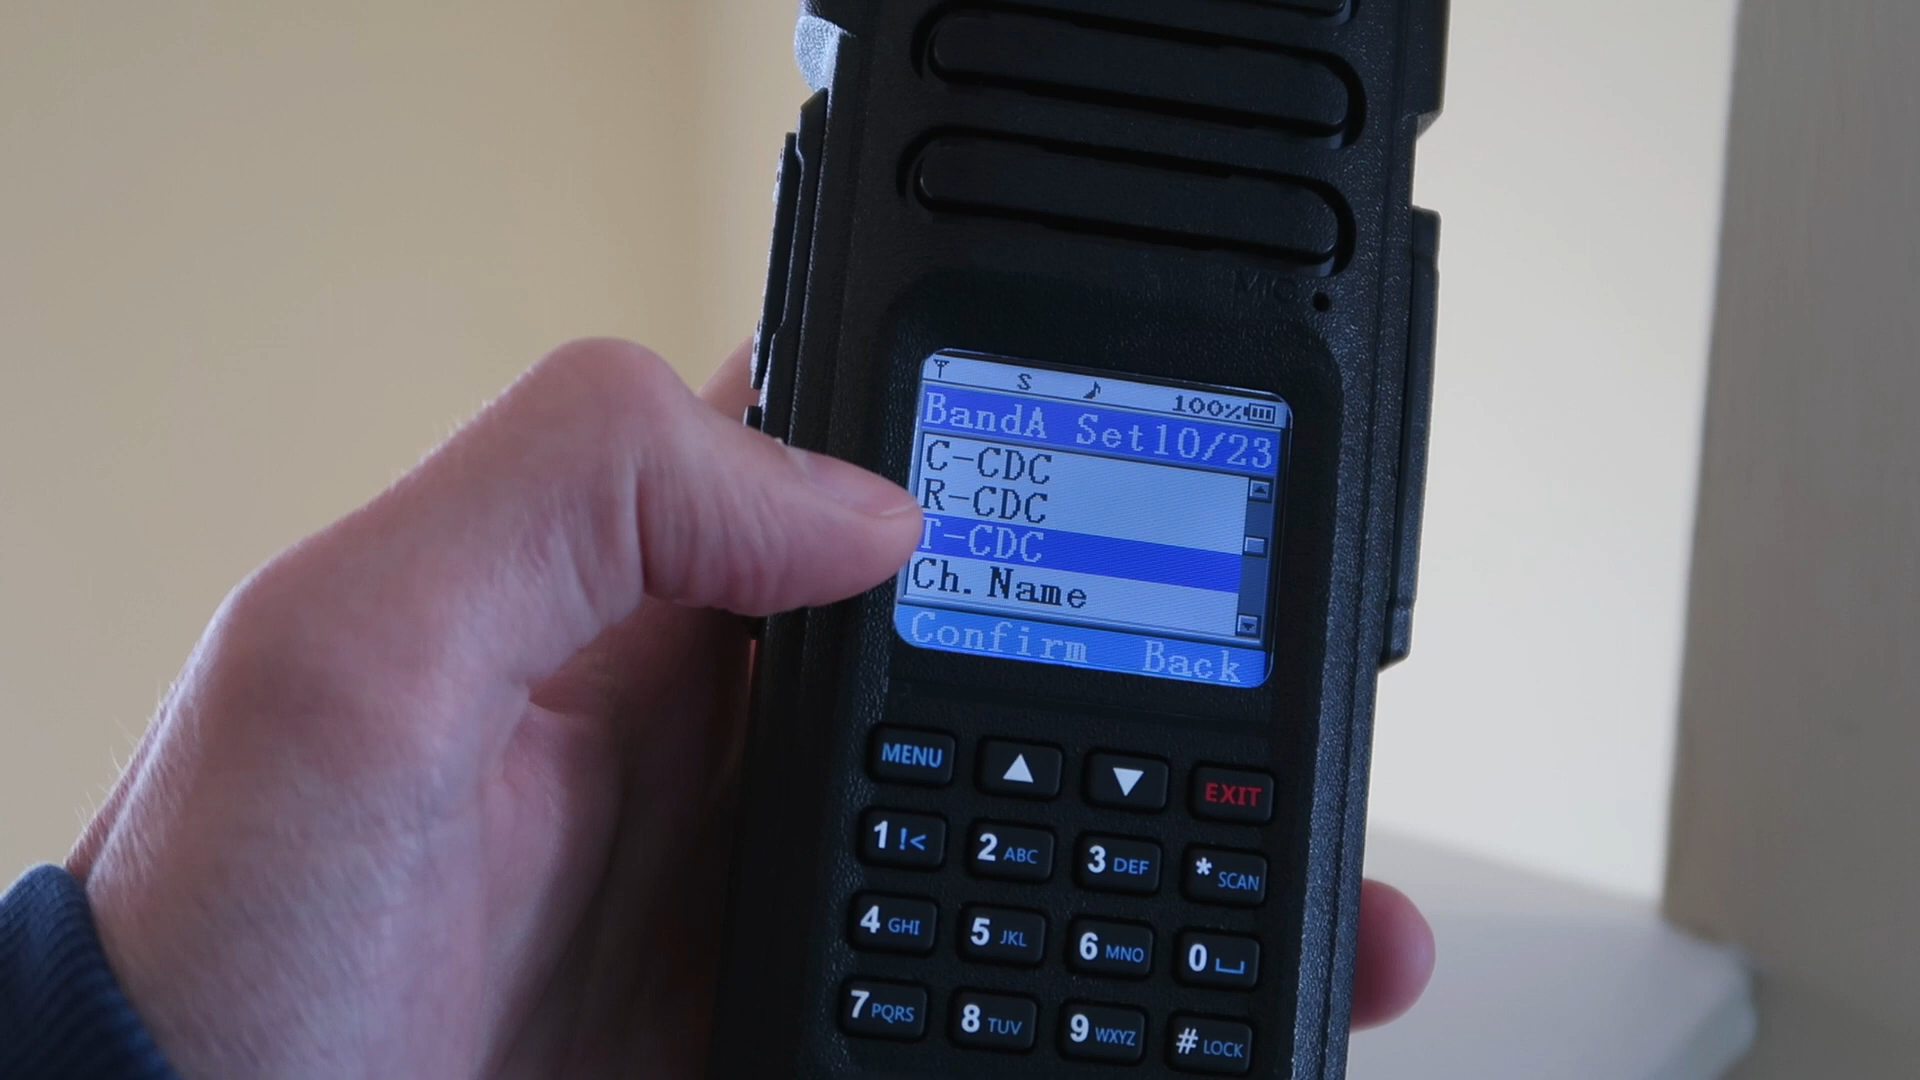 MIC
S 100%
BandA Set10/23
C-CDC
R-CDC
T-CDC
Ch.Name
Confirm Back
MENU EXIT
1 !< 2 ABC 3 DEF * SCAN
4 GHI 5 JKL 6 MNO 0
7 PQRS 8 TUV 9 WXYZ # LOCK